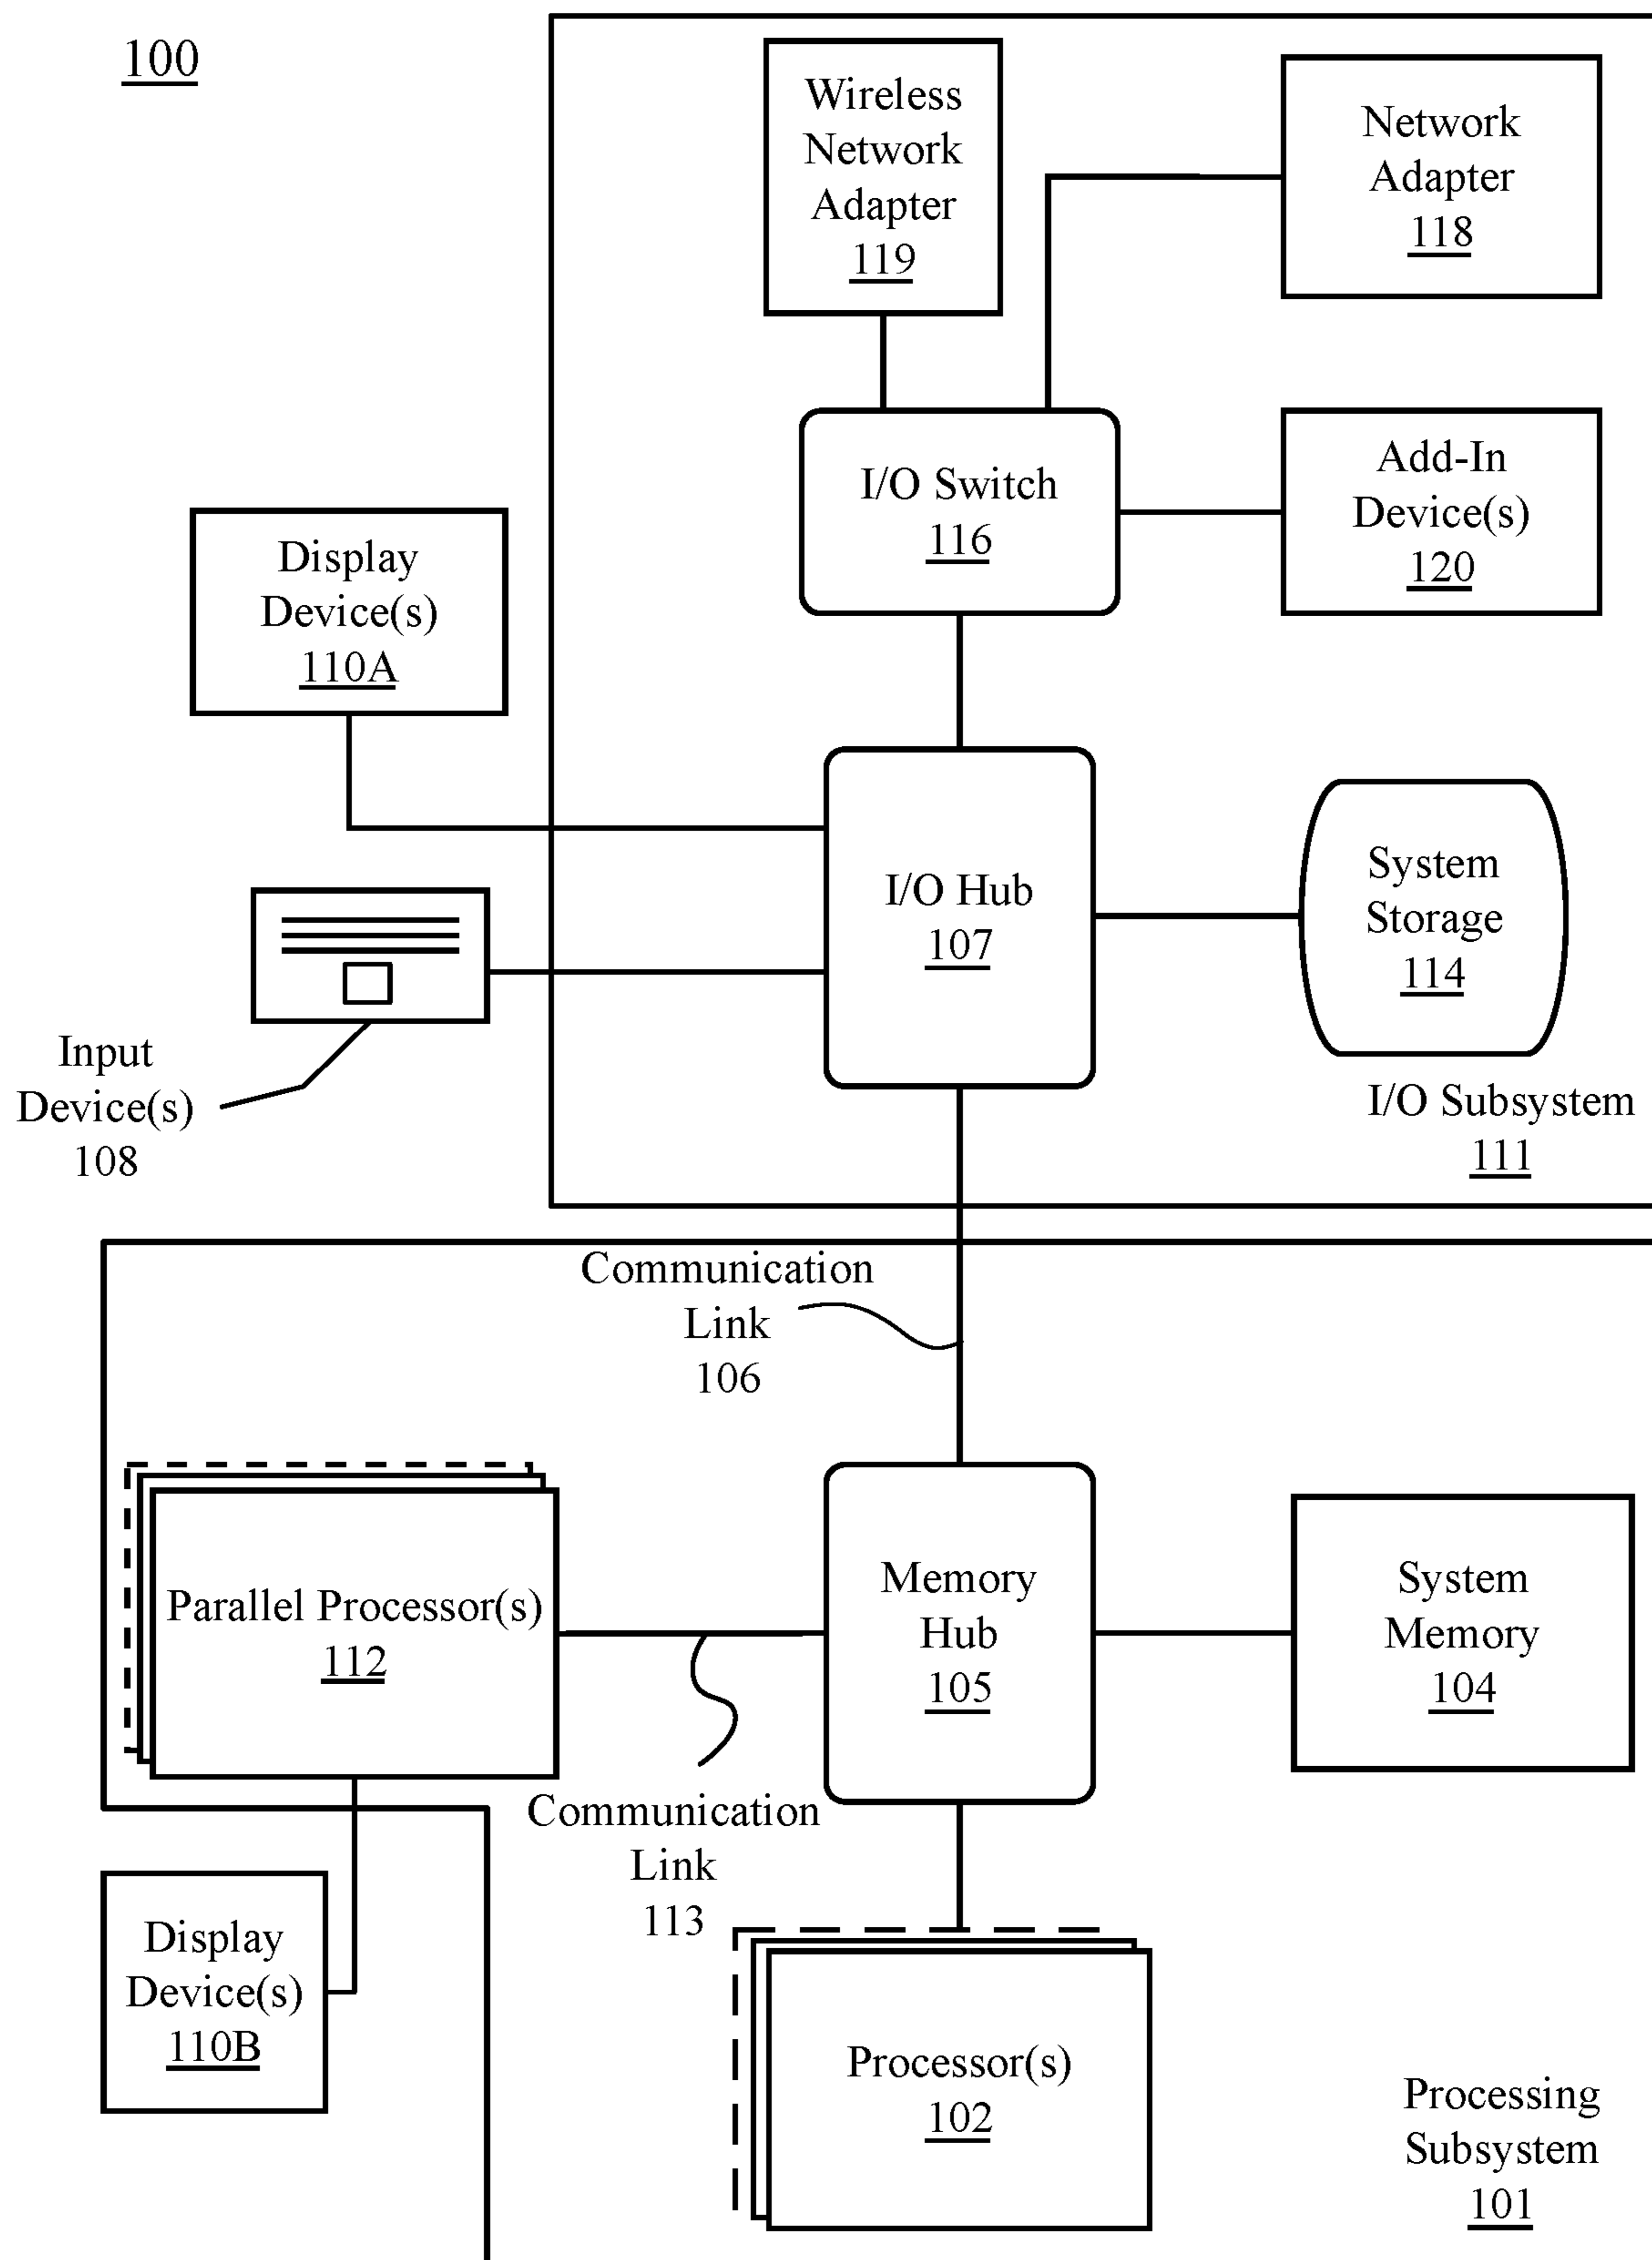 100
Wireless
Network
Adapter
119
Network
Adapter
118
I/O Switch
116
Add-In
Device(s)
120
Display
Device(s)
110A
I/O Hub
107
System
Storage
114
Input
Device(s)
108
I/O Subsystem
111
Communication
Link
106
Parallel Processor(s)
112
Memory
Hub
105
System
Memory
104
Communication
Link
113
Display
Device(s)
110B
Processor(s)
102
Processing
Subsystem
101